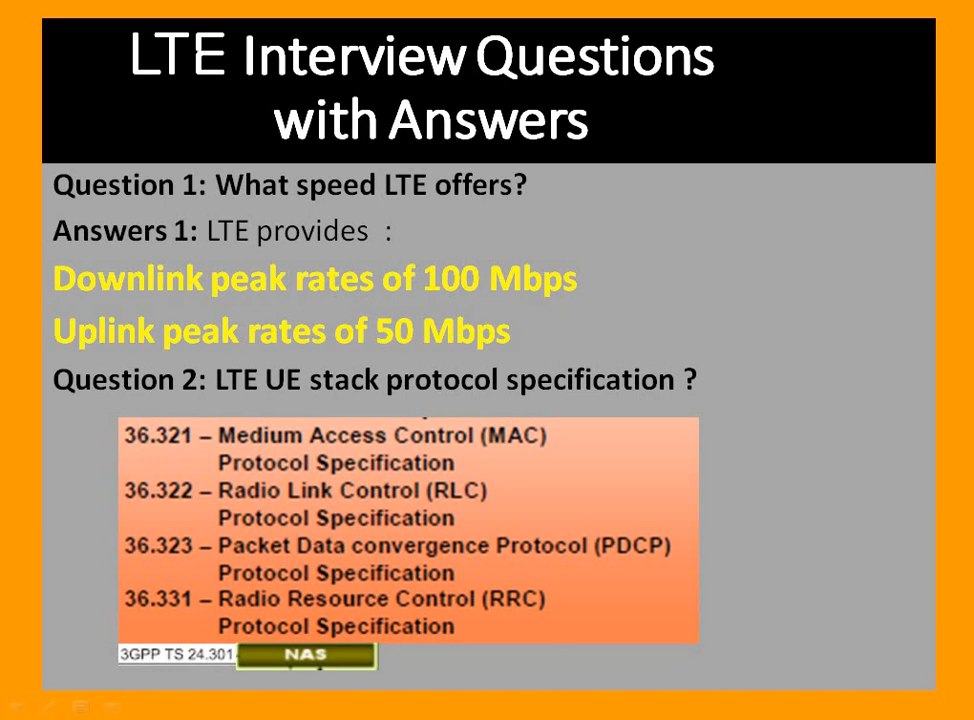 LTE Interview Questions
with Answers
Question 1: What speed LTE offers?
Answers 1: LTE provides :
Downlink peak rates of 100 Mbps
Uplink peak rates of 50 Mbps
Question 2: LTE UE stack protocol specification ?
36.321 – Medium Access Control (MAC)
Protocol Specification
36.322 – Radio Link Control (RLC)
Protocol Specification
36.323 – Packet Data convergence Protocol (PDCP)
Protocol Specification
36.331 – Radio Resource Control (RRC)
Protocol Specification
3GPP TS 24.301 NAS